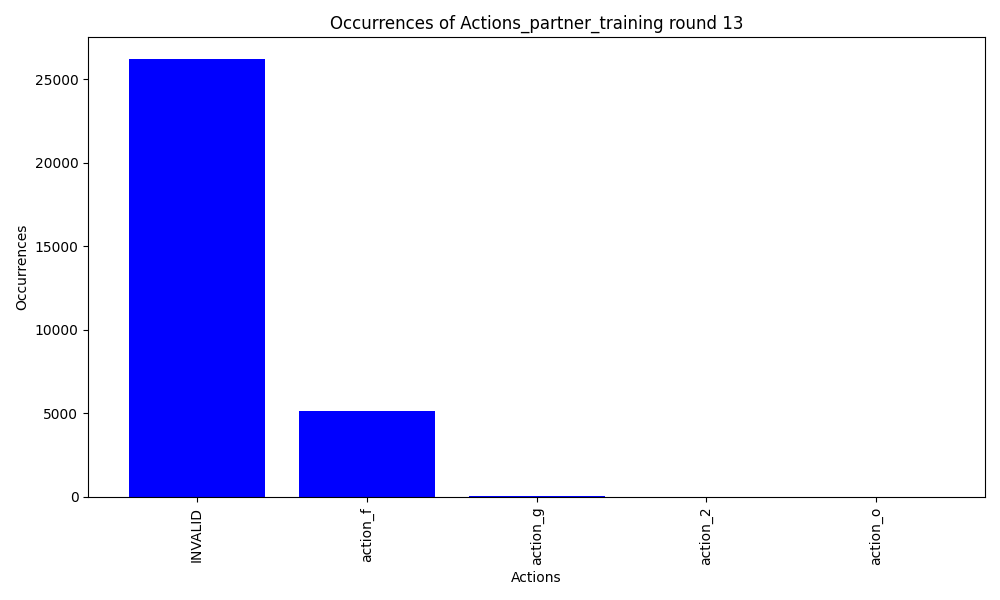 Occurrences of Actions_partner_training round 13
Occurrences
25000
20000
15000
10000
5000
0
INVALID
action_f
action_g
action_2
action_o
Actions